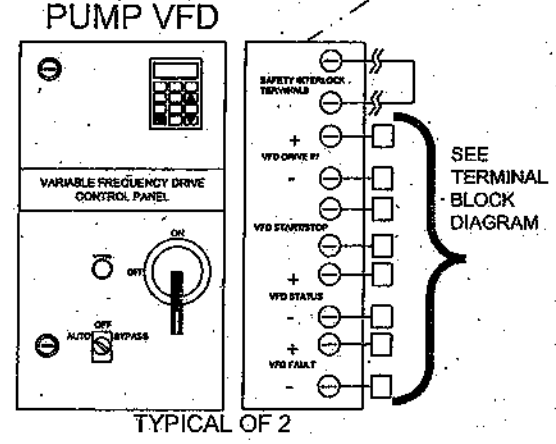 PUMP VFD
SAFETY INTERLOCK
TERMINALS
+
VFD DRIVE
-
VFD START/STOP
+
VFD STATUS
-
+
VFD FAULT
-
SEE
TERMINAL
BLOCK
DIAGRAM
VARIABLE FREQUENCY DRIVE
CONTROL PANEL
ON
OFF
OFF
AUTO
BYPASS
TYPICAL OF 2